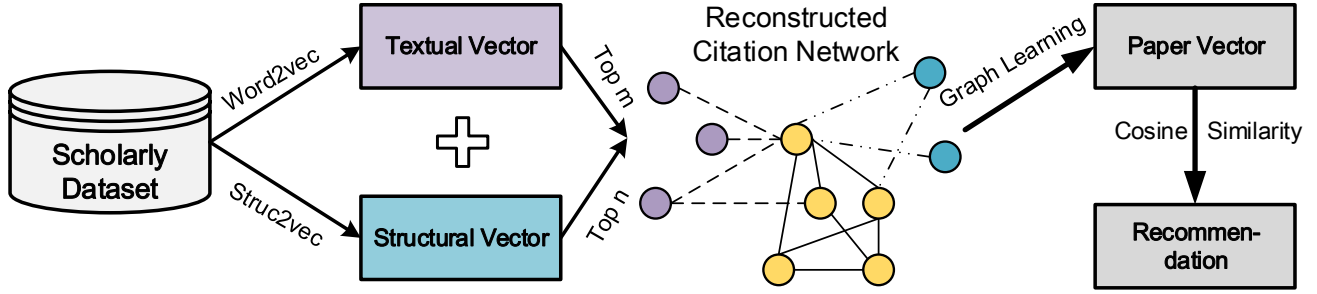 Scholarly
Dataset
Word2vec
Struc2vec
Textual Vector
Structural Vector
Top m
Top n
Reconstructed
Citation Network
Graph Learning
Paper Vector
Cosine Similarity
Recommen-
dation